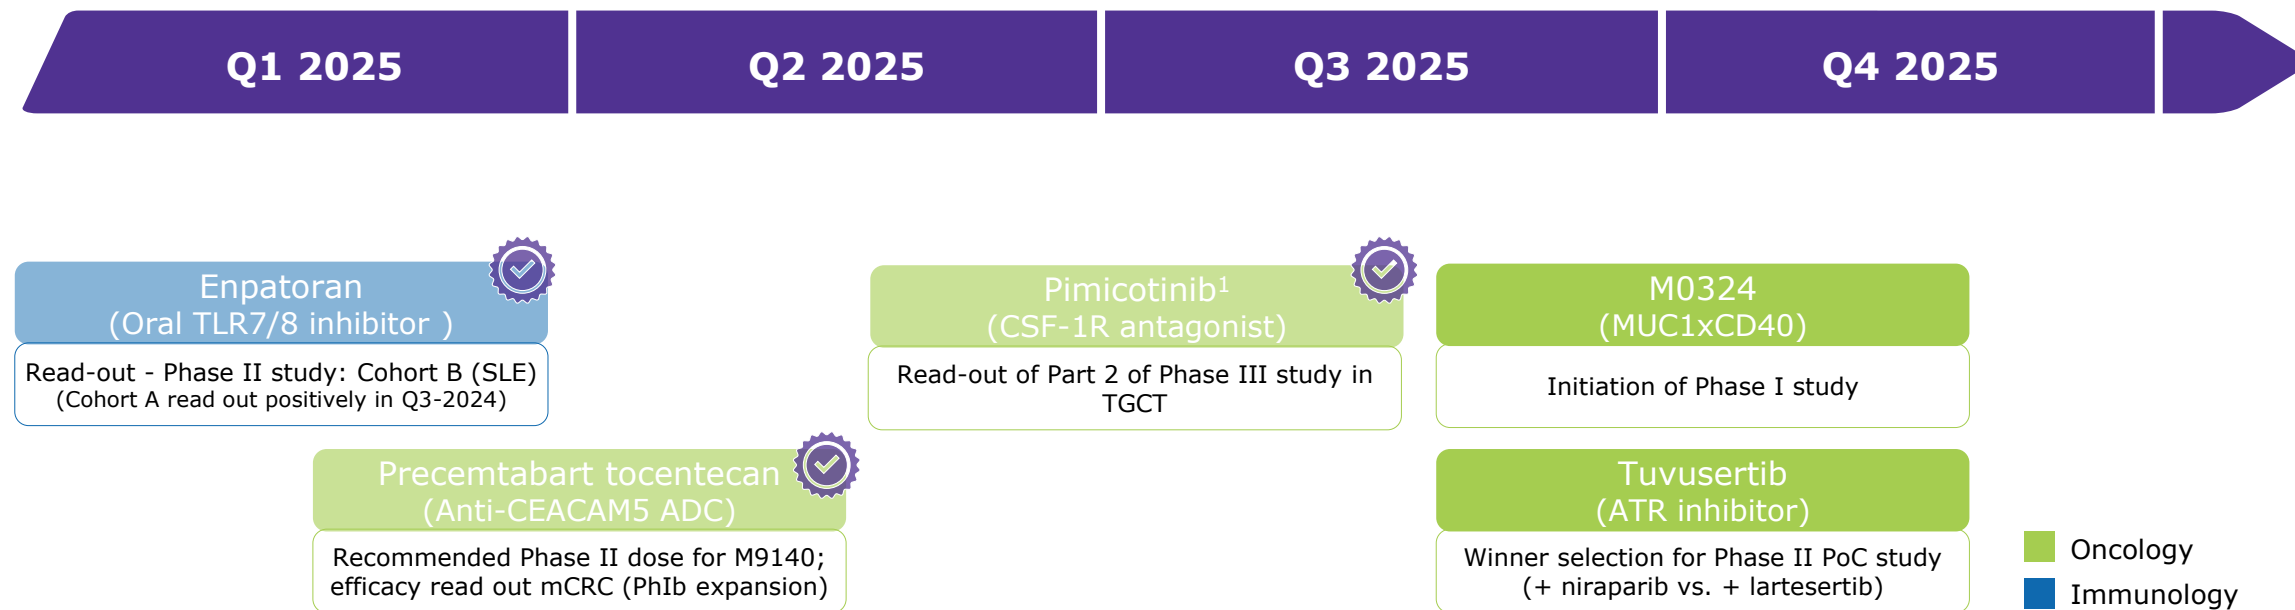 Q1 2025
Q2 2025
Q3 2025
Q4 2025
Enpatoran
(Oral TLR7/8 inhibitor )
Read-out - Phase II study: Cohort B (SLE)
(Cohort A read out positively in Q3-2024)
Precemtabart tocentecan
(Anti-CEACAM5 ADC)
Recommended Phase II dose for M9140;
efficacy read out mCRC (PhIb expansion)
Pimicotinib¹
(CSF-1R antagonist)
Read-out of Part 2 of Phase III study in
TGCT
M0324
(MUC1xCD40)
Initiation of Phase I study
Tuvusertib
(ATR inhibitor)
Winner selection for Phase II PoC study
(+ niraparib vs. + lartesertib)
Oncology
Immunology